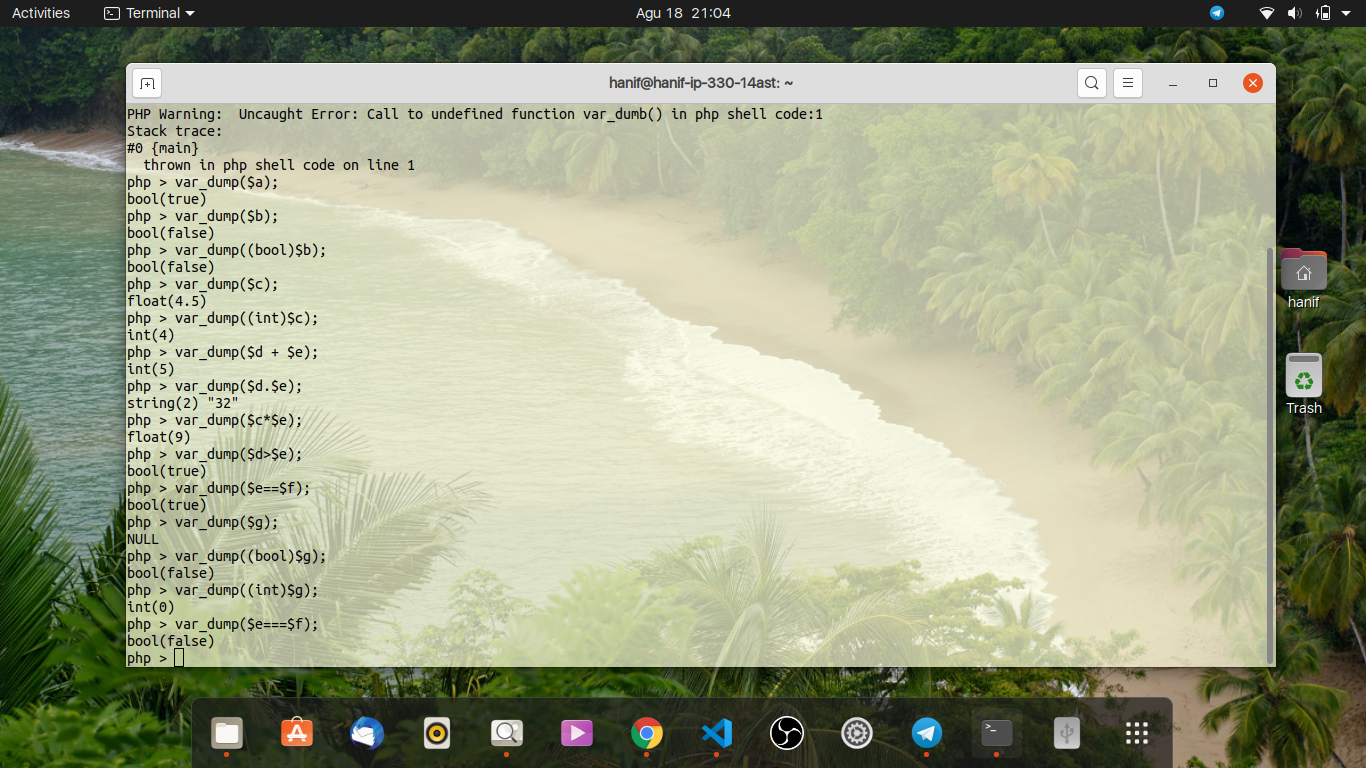 Activities
Terminal
Agu 18 21:04
hanif@hanif-ip-330-14ast: ~
PHP Warning:  Uncaught Error: Call to undefined function var_dumb() in php shell code:1
Stack trace:
#0 {main}
  thrown in php shell code on line 1
php > var_dump($a);
bool(true)
php > var_dump($b);
bool(false)
php > var_dump((bool)$b);
bool(false)
php > var_dump($c);
float(4.5)
php > var_dump((int)$c);
int(4)
php > var_dump($d + $e);
int(5)
php > var_dump($d.$e);
string(2) "32"
php > var_dump($c*$e);
float(9)
php > var_dump($d>$e);
bool(true)
php > var_dump($e==$f);
bool(true)
php > var_dump($g);
NULL
php > var_dump((bool)$g);
bool(false)
php > var_dump((int)$g);
int(0)
php > var_dump($e===$f);
bool(false)
php >
hanif
Trash